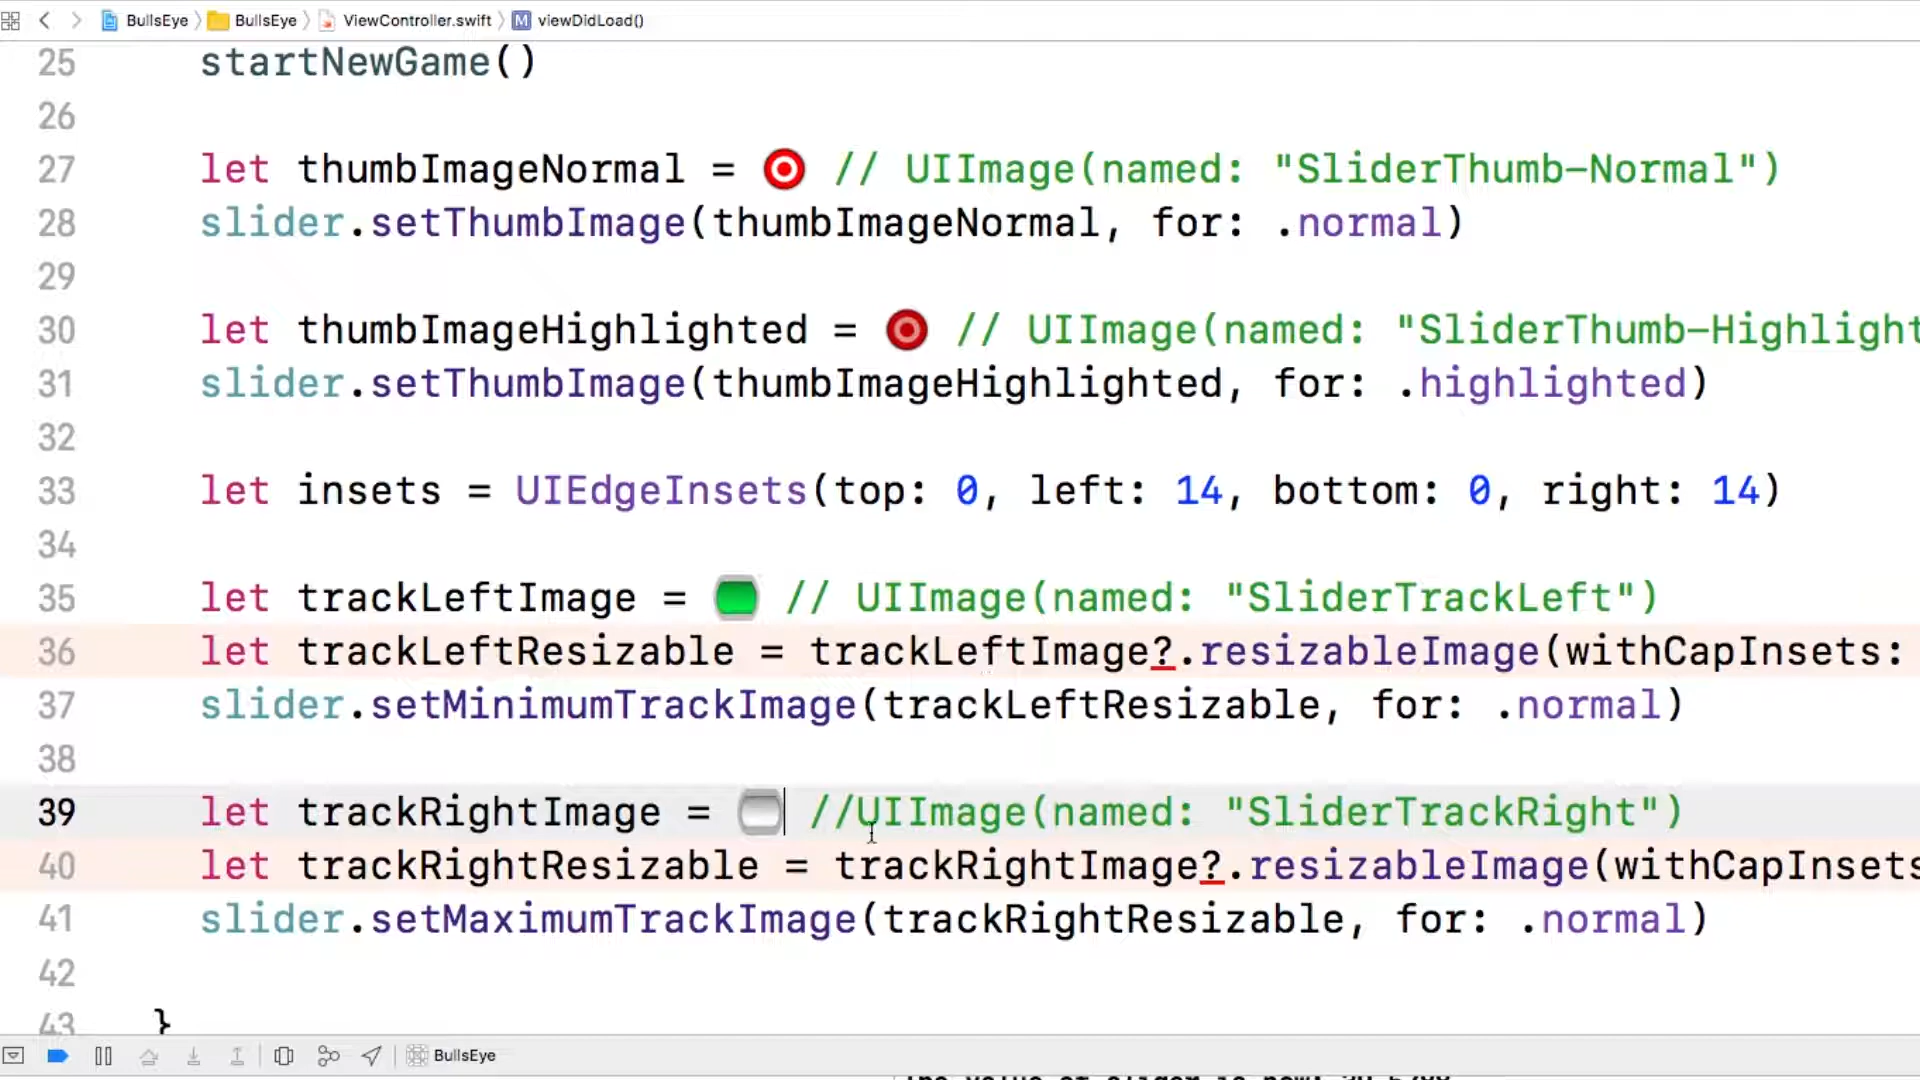 BullsEye BullsEye ViewController.swift M viewDidLoad()
25 startNewGame()
26
27 let thumbImageNormal = // UIImage(named: "SliderThumb-Normal")
28 slider.setThumbImage(thumbImageNormal, for: .normal)
29
30 let thumbImageHighlighted = // UIImage(named: "SliderThumb-Highlight
31 slider.setThumbImage(thumbImageHighlighted, for: .highlighted)
32
33 let insets = UIEdgeInsets(top: 0, left: 14, bottom: 0, right: 14)
34
35 let trackLeftImage = // UIImage(named: "SliderTrackLeft")
36 let trackLeftResizable = trackLeftImage?.resizableImage(withCapInsets:
37 slider.setMinimumTrackImage(trackLeftResizable, for: .normal)
38
39 let trackRightImage = //UIImage(named: "SliderTrackRight")
40 let trackRightResizable = trackRightImage?.resizableImage(withCapInsets
41 slider.setMaximumTrackImage(trackRightResizable, for: .normal)
42
43 }
BullsEye